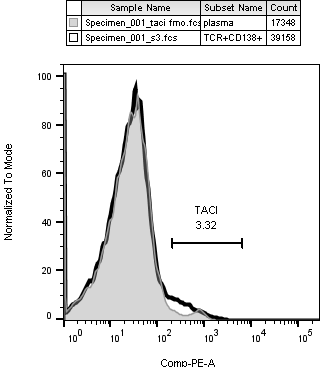 Sample Name Subset Name Count
Specimen_001_taci fmo.fcs plasma 17348
Specimen_001_s3.fcs TCR+CD138+ 39158
100
80
60
40
20
0
Normalized To Mode
TACI
3.32
10^0 10^1 10^2 10^3 10^4 10^5
Comp-PE-A